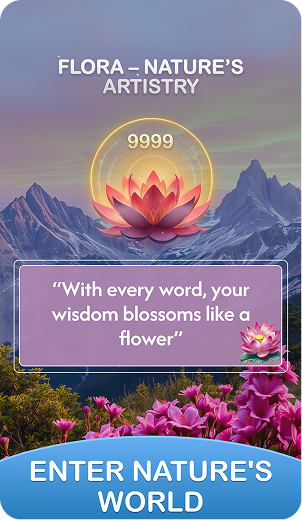 FLORA – NATURE’S
ARTISTRY
9999
“With every word, your
wisdom blossoms like a
flower”
ENTER NATURE'S
WORLD